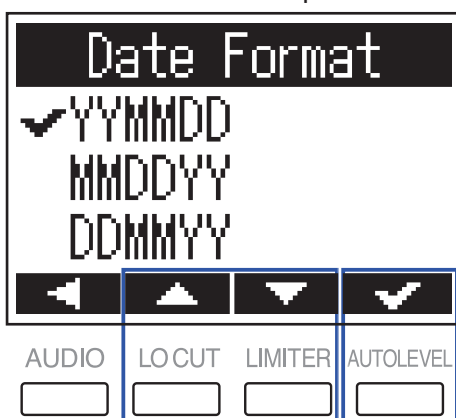 Date Format
YYMMDD
MMDDYY
DDMMYY
AUDIO LO CUT LIMITER AUTOLEVEL